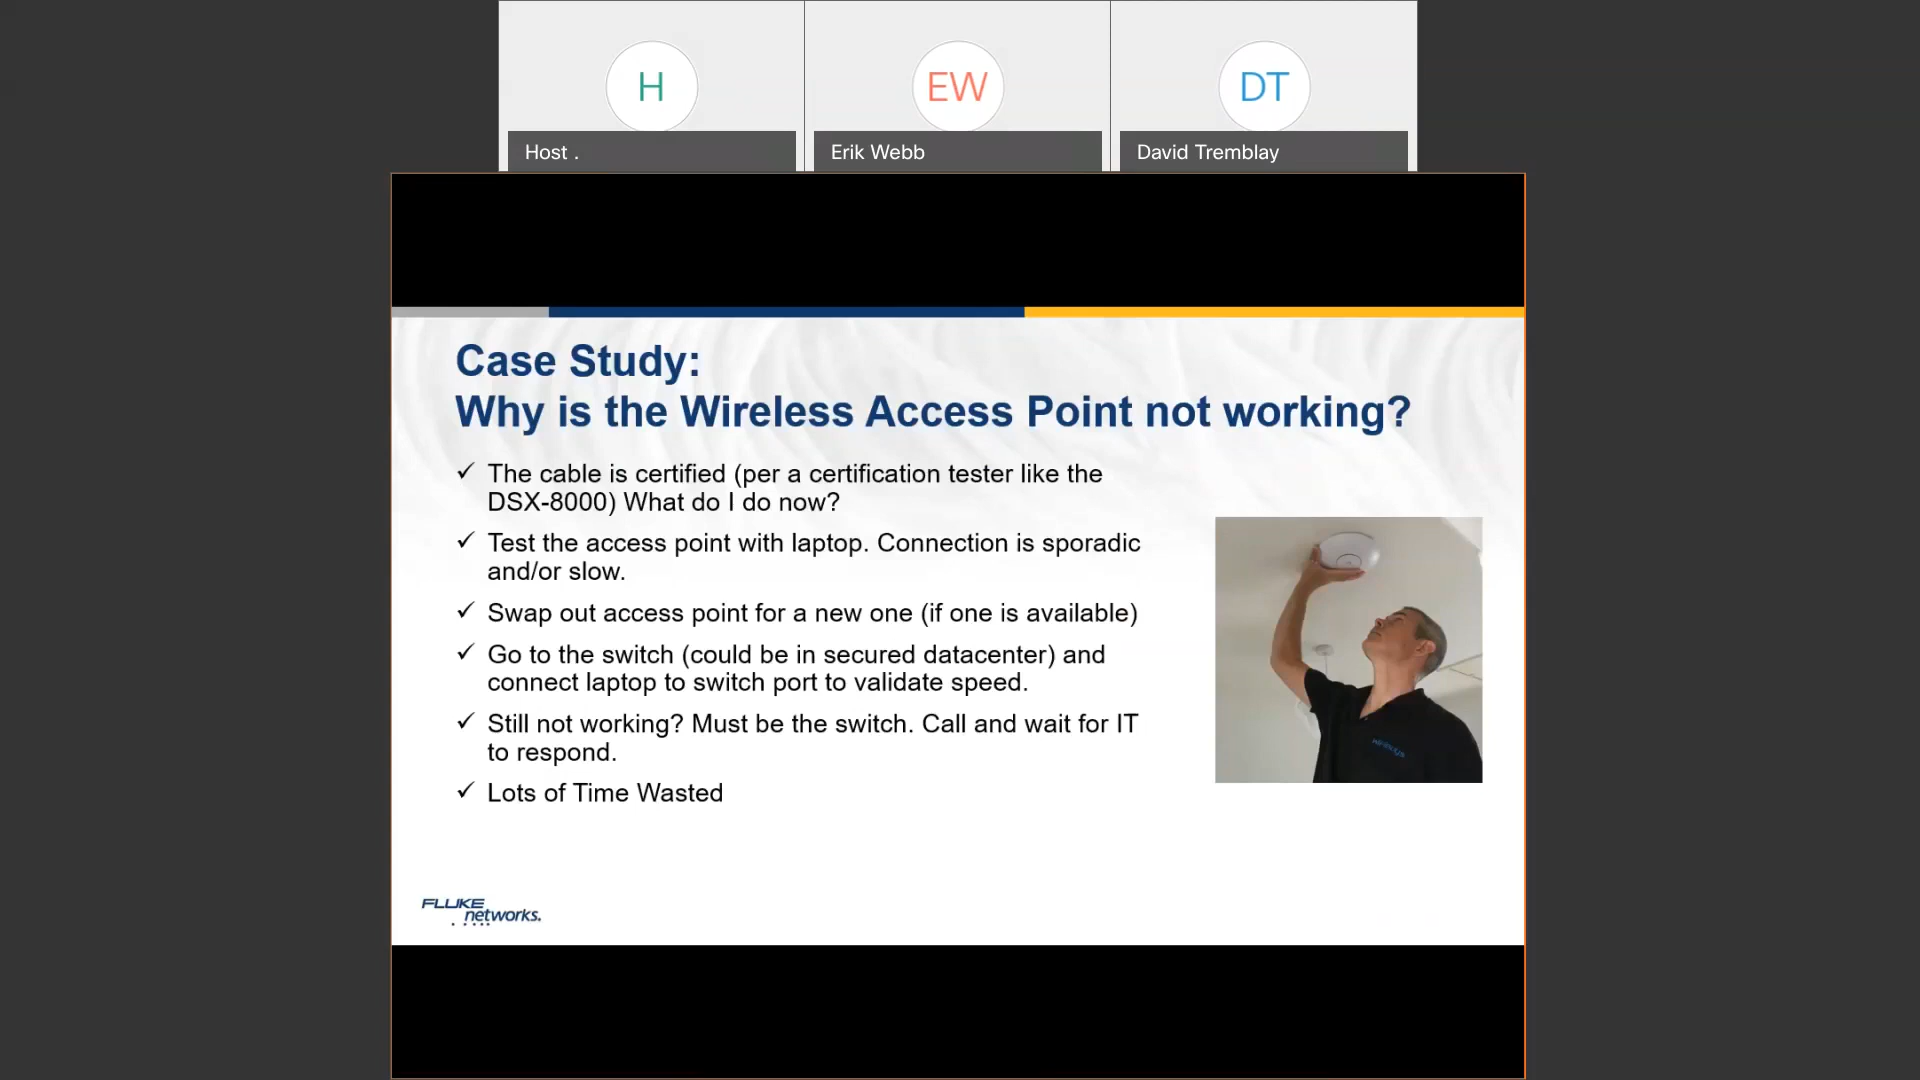 H
EW
DT
Host .
Erik Webb
David Tremblay
Case Study:
Why is the Wireless Access Point not working?
✓ The cable is certified (per a certification tester like the
DSX-8000) What do I do now?
✓ Test the access point with laptop. Connection is sporadic
and/or slow.
✓ Swap out access point for a new one (if one is available)
✓ Go to the switch (could be in secured datacenter) and
connect laptop to switch port to validate speed.
✓ Still not working? Must be the switch. Call and wait for IT
to respond.
✓ Lots of Time Wasted
FLUKE
networks.